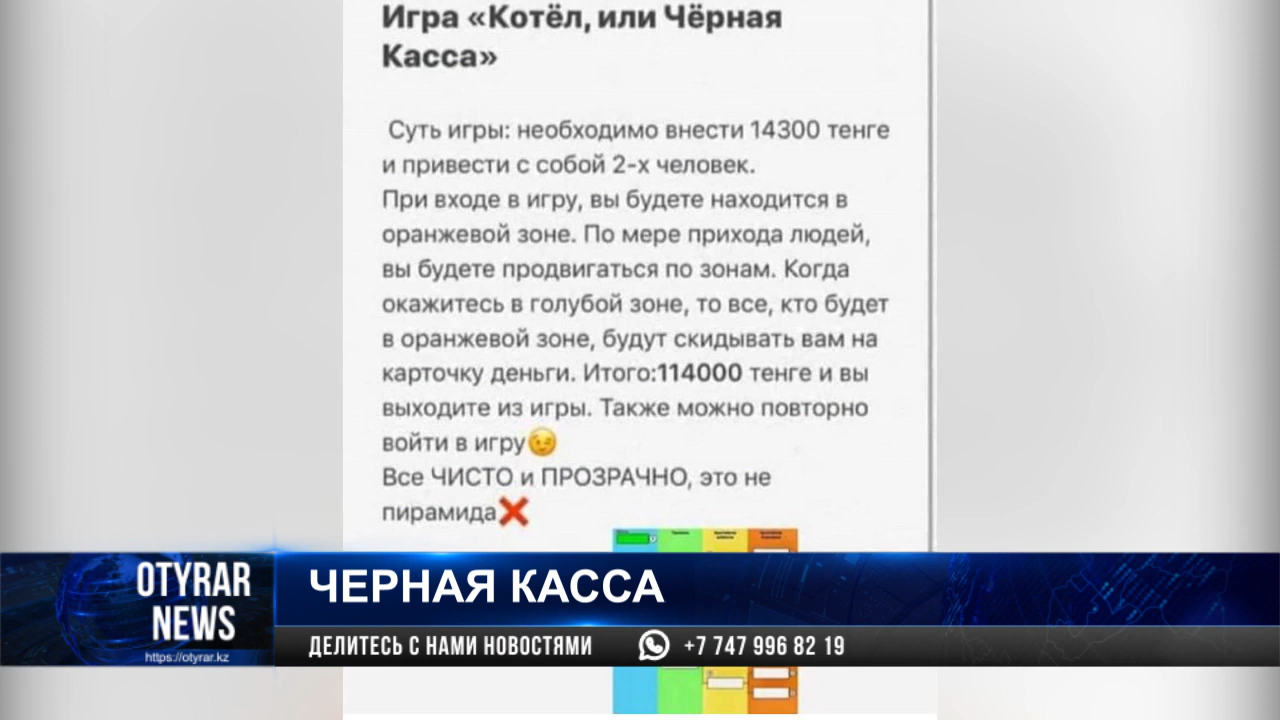 Игра «Котёл, или Чёрная
Касса»
Суть игры: необходимо внести 14300 тенге
и привести с собой 2-х человек.
При входе в игру, вы будете находится в
оранжевой зоне. По мере прихода людей,
вы будете продвигаться по зонам. Когда
окажитесь в голубой зоне, то все, кто будет
в оранжевой зоне, будут скидывать вам на
карточку деньги. Итого:114000 тенге и вы
выходите из игры. Также можно повторно
войти в игру😉
Все ЧИСТО и ПРОЗРАЧНО, это не
пирамида❌
OTYRAR
NEWS
https://otyrar.kz
ЧЕРНАЯ КАССА
ДЕЛИТЕСЬ С НАМИ НОВОСТЯМИ
+7 747 996 82 19